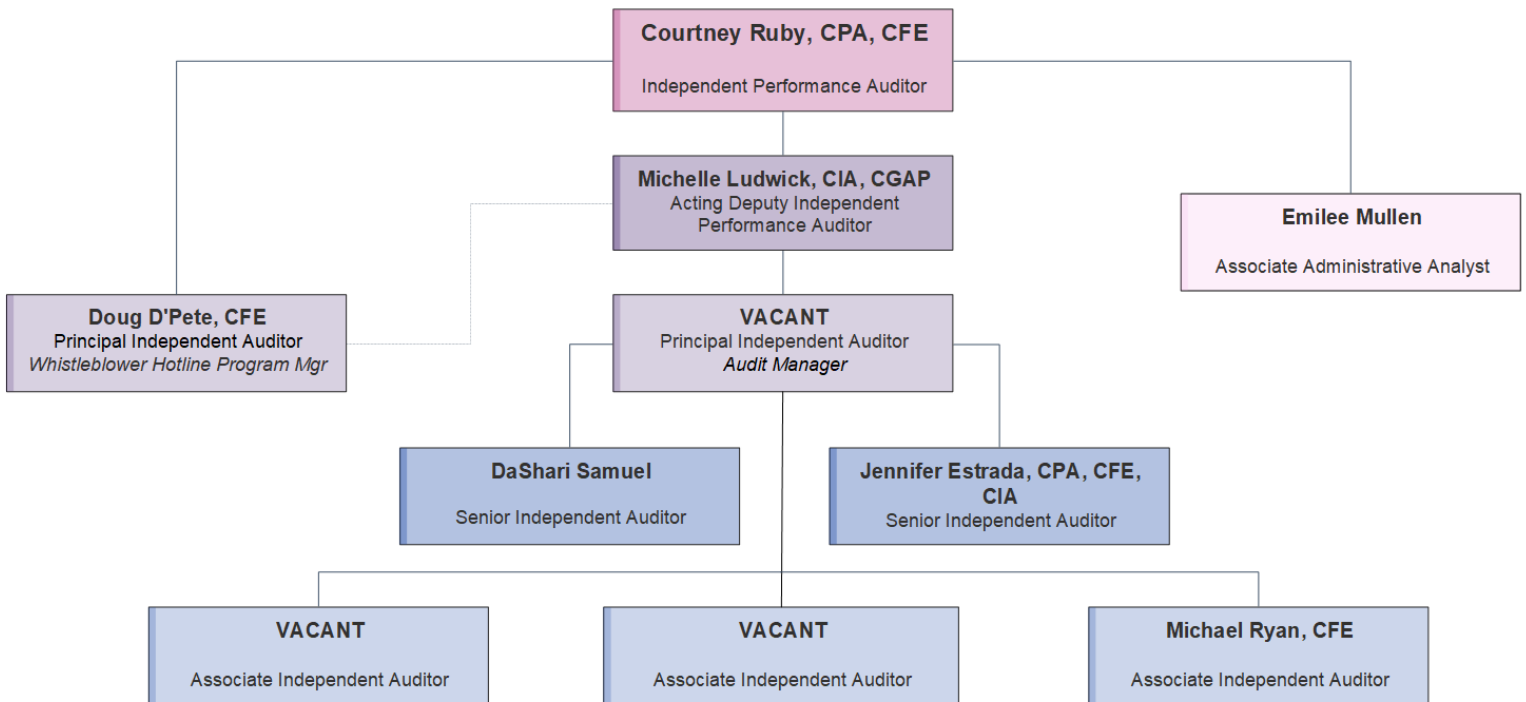 Courtney Ruby, CPA, CFE
Independent Performance Auditor
Michelle Ludwick, CIA, CGAP
Acting Deputy Independent
Performance Auditor
Emilee Mullen
Associate Administrative Analyst
Doug D'Pete, CFE
Principal Independent Auditor
Whistleblower Hotline Program Mgr
VACANT
Principal Independent Auditor
Audit Manager
DaShari Samuel
Senior Independent Auditor
Jennifer Estrada, CPA, CFE,
CIA
Senior Independent Auditor
VACANT
Associate Independent Auditor
VACANT
Associate Independent Auditor
Michael Ryan, CFE
Associate Independent Auditor